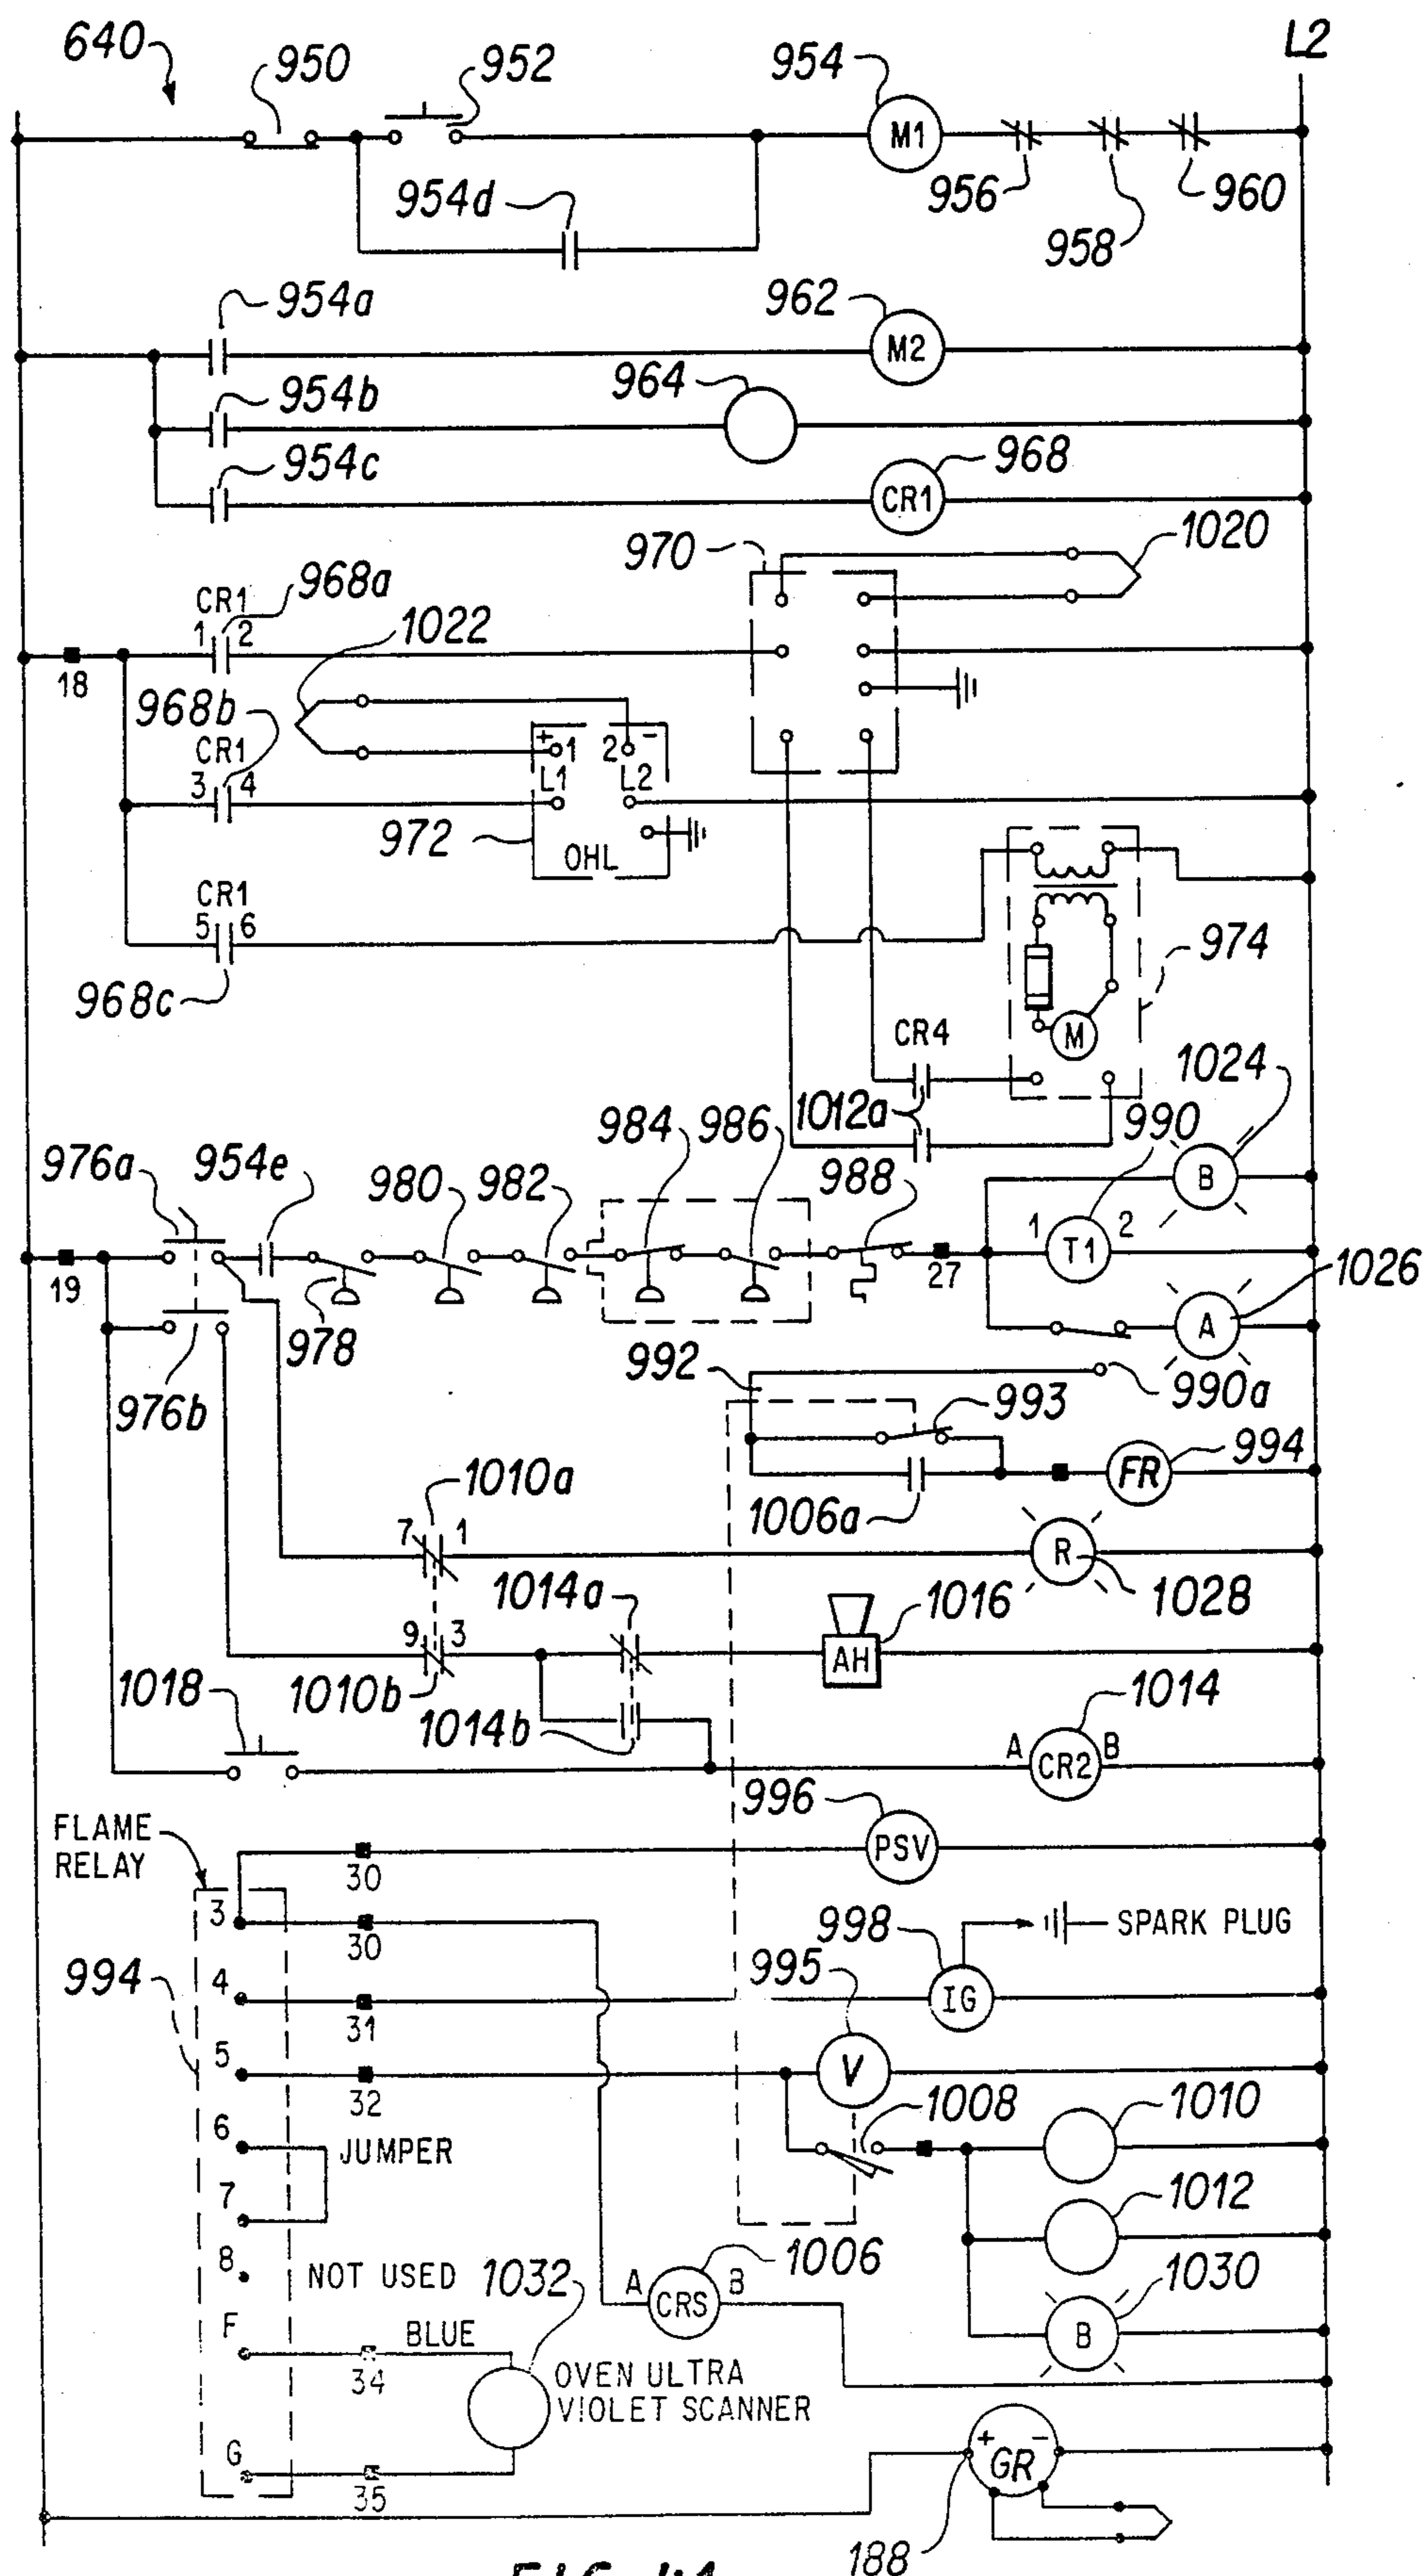 L2
640
950
952
954
M1
956
958
960
954d
954a
962
M2
954b
964
954c
968
CR1
970
1020
CR1
968a
1 2
1022
18
968b
CR1
3 4
+ 1 2 -
L1 L2
972
OHL
CR1
5 6
968c
974
M
CR4
1012a
1024
B
990
976a
954e
980
982
984
986
988
1 T1 2
19
27
1026
A
978
976b
992
990a
993
994
FR
1006a
1010a
7 1
R
1028
1014a
1016
AH
9 3
1010b
1018
1014b
1014
A CR2 B
996
PSV
FLAME
RELAY
30
3
30
998
SPARK PLUG
994
4
995
IG
31
5
V
32
1008
1010
6
JUMPER
7
1012
8
NOT USED
1032
1006
A CRS B
1030
B
F
BLUE
34
OVEN ULTRA
VIOLET SCANNER
G
35
+ -
GR
188